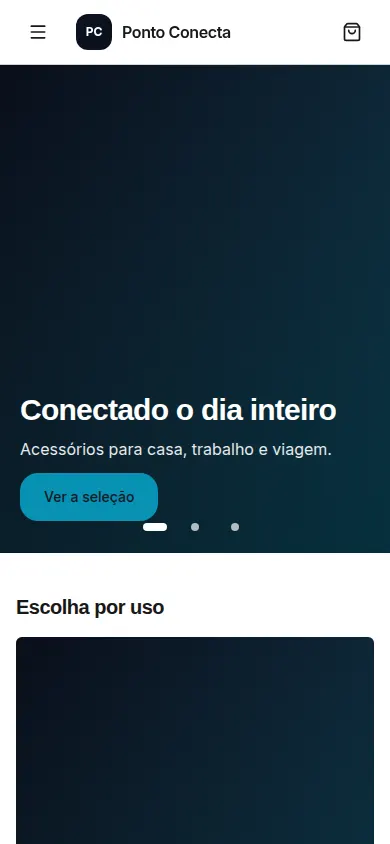 PC
Ponto Conecta
Conectado o dia inteiro
Acessórios para casa, trabalho e viagem.
Ver a seleção
Escolha por uso